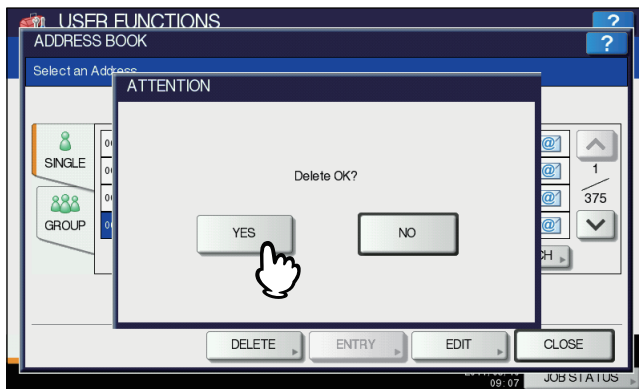 USER FUNCTIONS ?
ADDRESS BOOK ?
Select an Address
ATTENTION
Delete OK?
YES
NO
SINGLE
GROUP
1
375
DELETE
ENTRY
EDIT
CLOSE
09:07
JOB STATUS